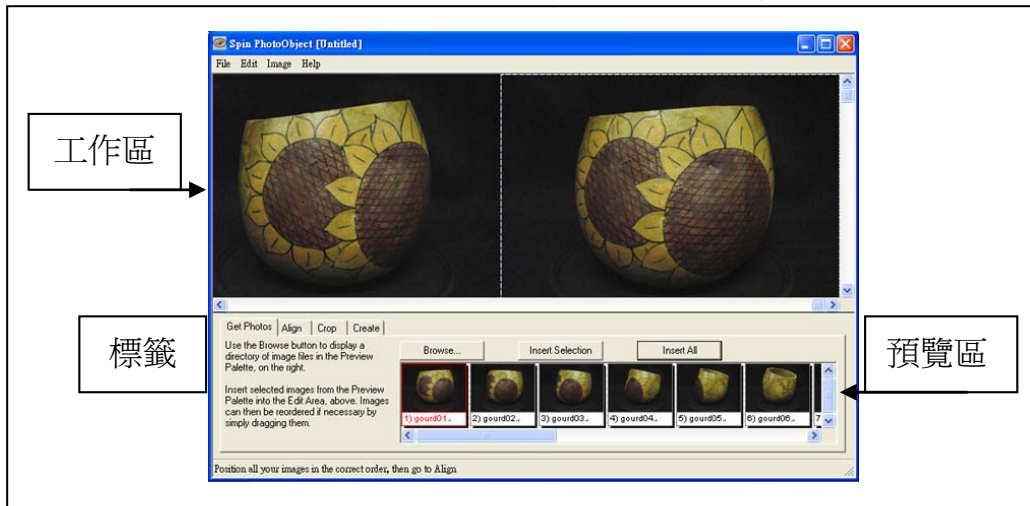 Spin PhotoObject [Untitled]
File Edit Image Help
工作區
標籤
預覽區
Get Photos Align Crop Create
Use the Browse button to display a
directory of image files in the Preview
Palette, on the right.
Insert selected images from the Preview
Palette into the Edit Area, above. Images
can then be reordered if necessary by
simply dragging them.
Browse... Insert Selection Insert All
1) gourd01.. 2) gourd02.. 3) gourd03.. 4) gourd04.. 5) gourd05.. 6) gourd06.. 7
Position all your images in the correct order, then go to Align